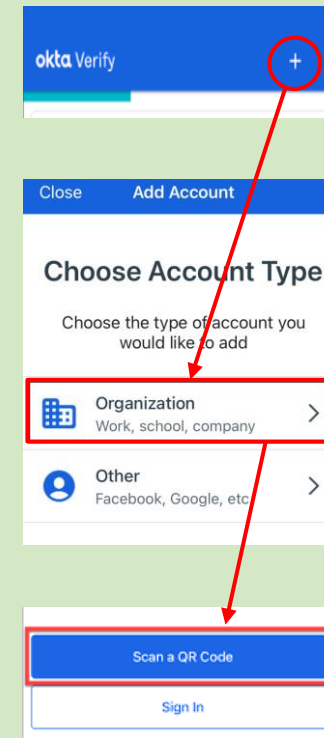 okta Verify +
Close Add Account
Choose Account Type
Choose the type of account you
would like to add
Organization
Work, school, company
Other
Facebook, Google, etc
Scan a QR Code
Sign In